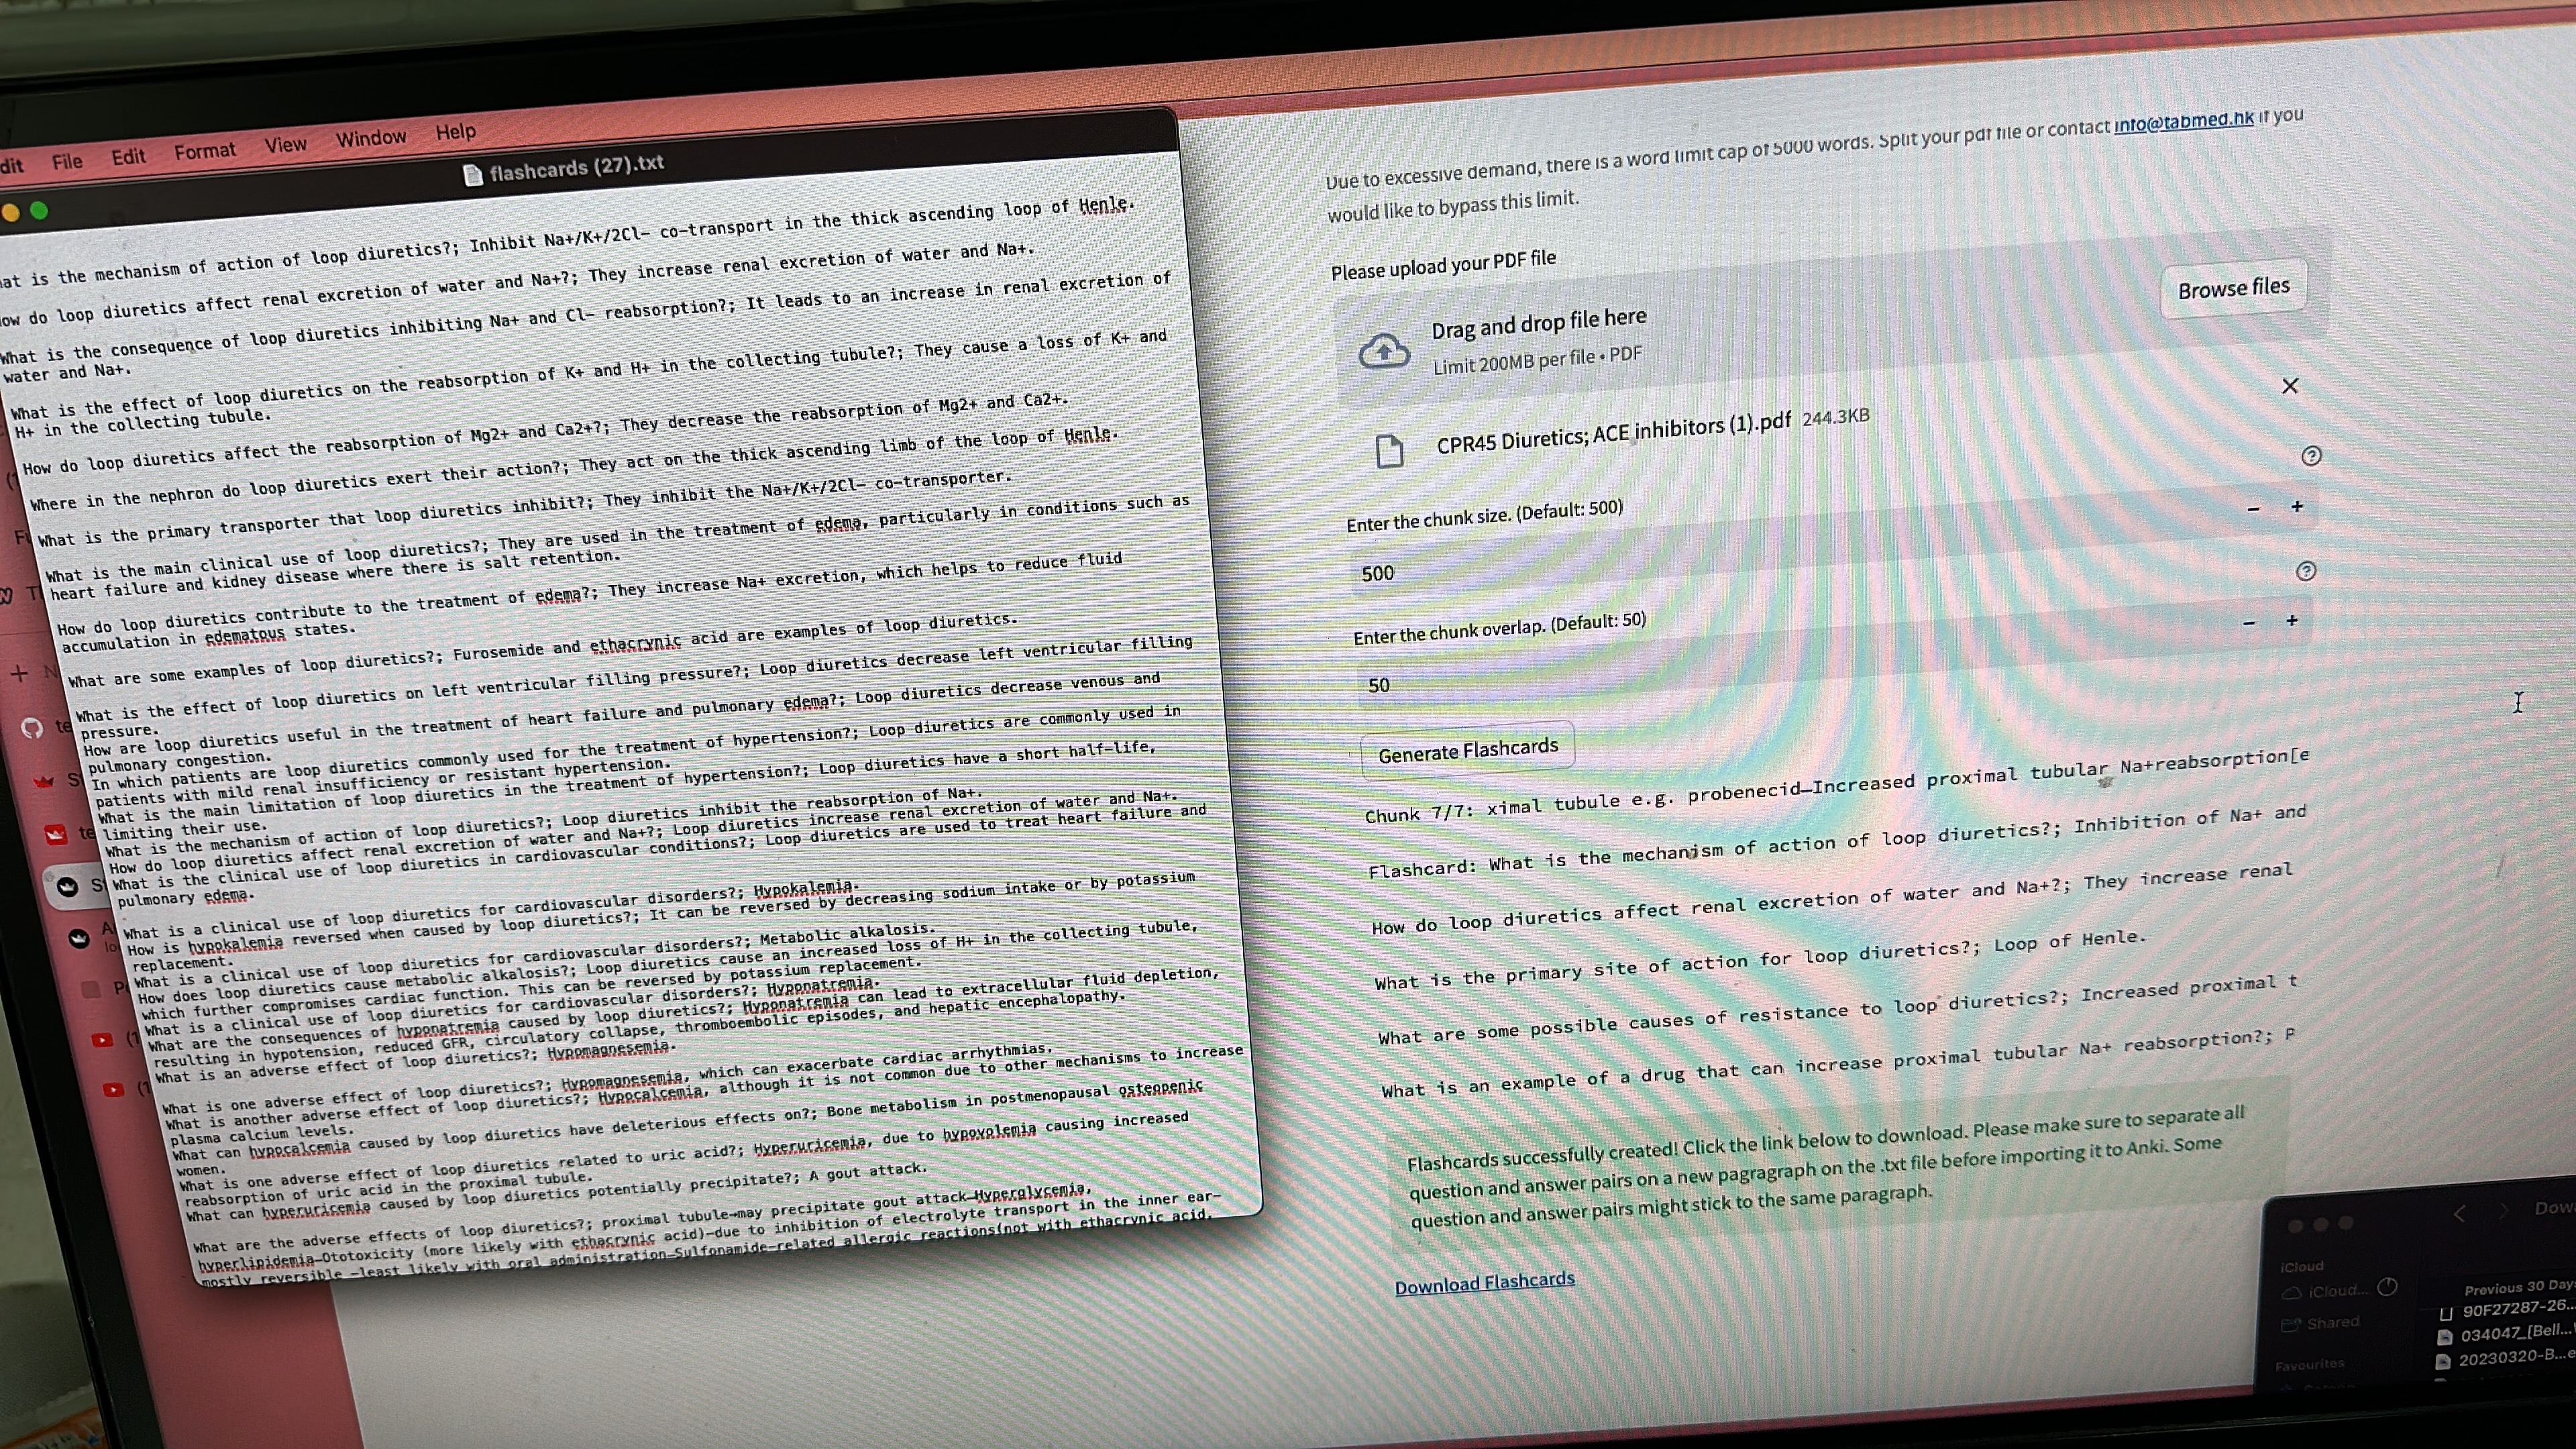 dit File Edit Format View Window Help
flashcards (27).txt
at is the mechanism of action of loop diuretics?; Inhibit Na+/K+/2Cl- co-transport in the thick ascending loop of Henle.
ow do loop diuretics affect renal excretion of water and Na+?; They increase renal excretion of water and Na+.
What is the consequence of loop diuretics inhibiting Na+ and Cl- reabsorption?; It leads to an increase in renal excretion of
water and Na+.
What is the effect of loop diuretics on the reabsorption of K+ and H+ in the collecting tubule?; They cause a loss of K+ and
H+ in the collecting tubule.
How do loop diuretics affect the reabsorption of Mg2+ and Ca2+?; They decrease the reabsorption of Mg2+ and Ca2+.
Where in the nephron do loop diuretics exert their action?; They act on the thick ascending limb of the loop of Henle.
What is the primary transporter that loop diuretics inhibit?; They inhibit the Na+/K+/2Cl- co-transporter.
What is the main clinical use of loop diuretics?; They are used in the treatment of edema, particularly in conditions such as
heart failure and kidney disease where there is salt retention.
How do loop diuretics contribute to the treatment of edema?; They increase Na+ excretion, which helps to reduce fluid
accumulation in edematous states.
What are some examples of loop diuretics?; Furosemide and ethacrynic acid are examples of loop diuretics.
What is the effect of loop diuretics on left ventricular filling pressure?; Loop diuretics decrease left ventricular filling
pressure.
How are loop diuretics useful in the treatment of heart failure and pulmonary edema?; Loop diuretics decrease venous and
pulmonary congestion.
In which patients are loop diuretics commonly used for the treatment of hypertension?; Loop diuretics are commonly used in
patients with mild renal insufficiency or resistant hypertension.
What is the main limitation of loop diuretics in the treatment of hypertension?; Loop diuretics have a short half-life,
limiting their use.
What is the mechanism of action of loop diuretics?; Loop diuretics inhibit the reabsorption of Na+.
How do loop diuretics affect renal excretion of water and Na+?; Loop diuretics increase renal excretion of water and Na+.
What is the clinical use of loop diuretics in cardiovascular conditions?; Loop diuretics are used to treat heart failure and
pulmonary edema.
What is a clinical use of loop diuretics for cardiovascular disorders?; Hypokalemia.
How is hypokalemia reversed when caused by loop diuretics?; It can be reversed by decreasing sodium intake or by potassium
replacement.
What is a clinical use of loop diuretics for cardiovascular disorders?; Metabolic alkalosis.
How does loop diuretics cause metabolic alkalosis?; Loop diuretics cause an increased loss of H+ in the collecting tubule,
which further compromises cardiac function. This can be reversed by potassium replacement.
What is a clinical use of loop diuretics for cardiovascular disorders?; Hyponatremia.
What are the consequences of hyponatremia caused by loop diuretics?; Hyponatremia can lead to extracellular fluid depletion,
resulting in hypotension, reduced GFR, circulatory collapse, thromboembolic episodes, and hepatic encephalopathy.
What is an adverse effect of loop diuretics?; Hypomagnesemia.
What is one adverse effect of loop diuretics?; Hypomagnesemia, which can exacerbate cardiac arrhythmias.
What is another adverse effect of loop diuretics?; Hypocalcemia, although it is not common due to other mechanisms to increase
plasma calcium levels.
What can hypocalcemia caused by loop diuretics have deleterious effects on?; Bone metabolism in postmenopausal osteopenic
women.
What is one adverse effect of loop diuretics related to uric acid?; Hyperuricemia, due to hypovolemia causing increased
reabsorption of uric acid in the proximal tubule.
What can hyperuricemia caused by loop diuretics potentially precipitate?; A gout attack.
What are the adverse effects of loop diuretics?; proximal tubule→may precipitate gout attack–Hyperglycemia,
hyperlipidemia–Ototoxicity (more likely with ethacrynic acid)–due to inhibition of electrolyte transport in the inner ear–
mostly reversible –least likely with oral administration–Sulfonamide–related allergic reactions(not with ethacrynic acid,
Due to excessive demand, there is a word limit cap of 5000 words. Split your pdf file or contact info@tabmed.hk if you
would like to bypass this limit.
Please upload your PDF file
Drag and drop file here
Limit 200MB per file • PDF
Browse files
CPR45 Diuretics; ACE inhibitors (1).pdf 244.3KB
Enter the chunk size. (Default: 500)
500
Enter the chunk overlap. (Default: 50)
50
Generate Flashcards
Chunk 7/7: ximal tubule e.g. probenecid–Increased proximal tubular Na+reabsorption[e
Flashcard: What is the mechanism of action of loop diuretics?; Inhibition of Na+ and
How do loop diuretics affect renal excretion of water and Na+?; They increase renal
What is the primary site of action for loop diuretics?; Loop of Henle.
What are some possible causes of resistance to loop diuretics?; Increased proximal t
What is an example of a drug that can increase proximal tubular Na+ reabsorption?; P
Flashcards successfully created! Click the link below to download. Please make sure to separate all
question and answer pairs on a new pagragraph on the .txt file before importing it to Anki. Some
question and answer pairs might stick to the same paragraph.
Download Flashcards
iCloud
iCloud...
Shared
Favourites
Previous 30 Day
90F27287-26...
034047_[Bell...
20230320-B...e